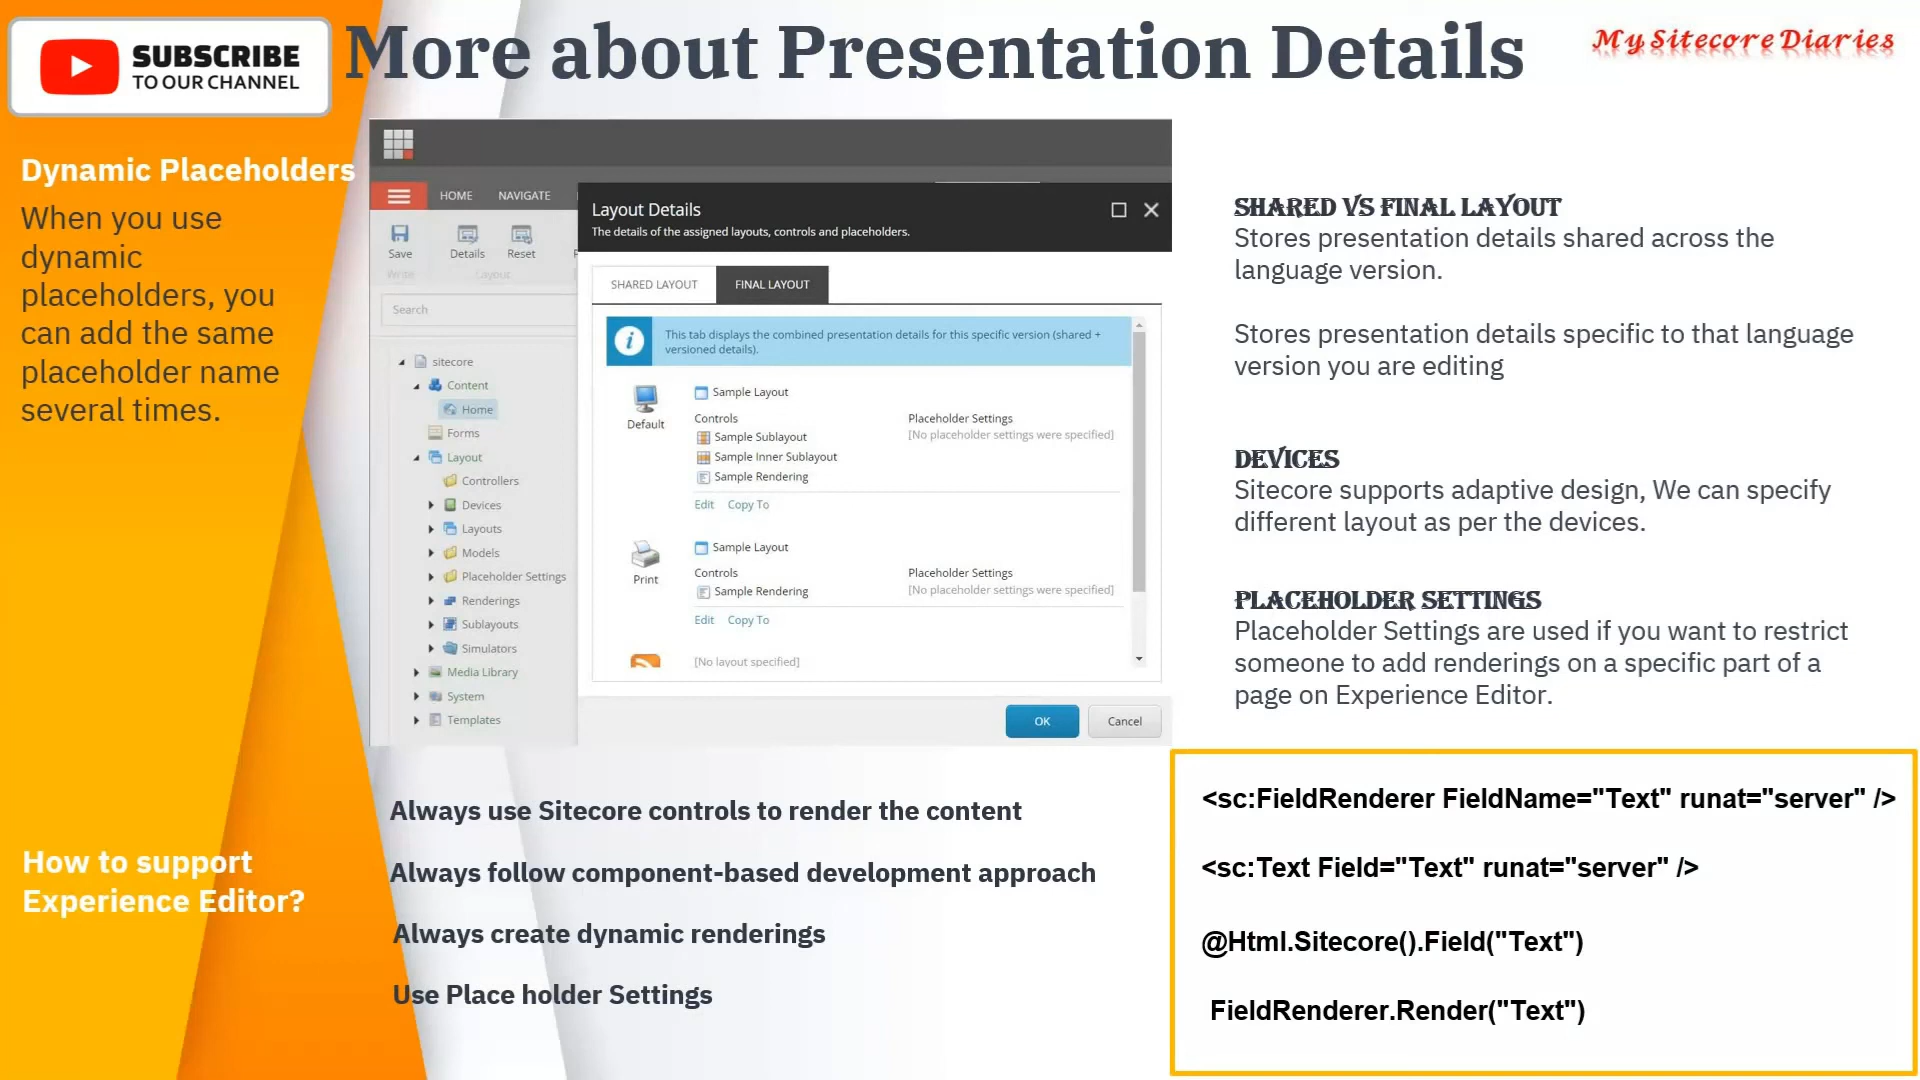 SUBSCRIBE
TO OUR CHANNEL
More about Presentation Details
My Sitecore Diaries
Dynamic Placeholders
When you use
dynamic
placeholders, you
can add the same
placeholder name
several times.
HOME
NAVIGATE
Save
Details
Reset
Write
Layout
Search
sitecore
Content
Home
Forms
Layout
Controllers
Devices
Layouts
Models
Placeholder Settings
Renderings
Sublayouts
Simulators
Media Library
System
Templates
Layout Details
The details of the assigned layouts, controls and placeholders.
SHARED LAYOUT
FINAL LAYOUT
This tab displays the combined presentation details for this specific version (shared +
versioned details).
Default
Sample Layout
Controls
Placeholder Settings
Sample Sublayout
[No placeholder settings were specified]
Sample Inner Sublayout
Sample Rendering
Edit
Copy To
Print
Sample Layout
Controls
Placeholder Settings
Sample Rendering
[No placeholder settings were specified]
Edit
Copy To
[No layout specified]
OK
Cancel
SHARED VS FINAL LAYOUT
Stores presentation details shared across the
language version.
Stores presentation details specific to that language
version you are editing
DEVICES
Sitecore supports adaptive design, We can specify
different layout as per the devices.
PLACEHOLDER SETTINGS
Placeholder Settings are used if you want to restrict
someone to add renderings on a specific part of a
page on Experience Editor.
How to support
Experience Editor?
Always use Sitecore controls to render the content
Always follow component-based development approach
Always create dynamic renderings
Use Place holder Settings
<sc:FieldRenderer FieldName="Text" runat="server" />
<sc:Text Field="Text" runat="server" />
@Html.Sitecore().Field("Text")
FieldRenderer.Render("Text")